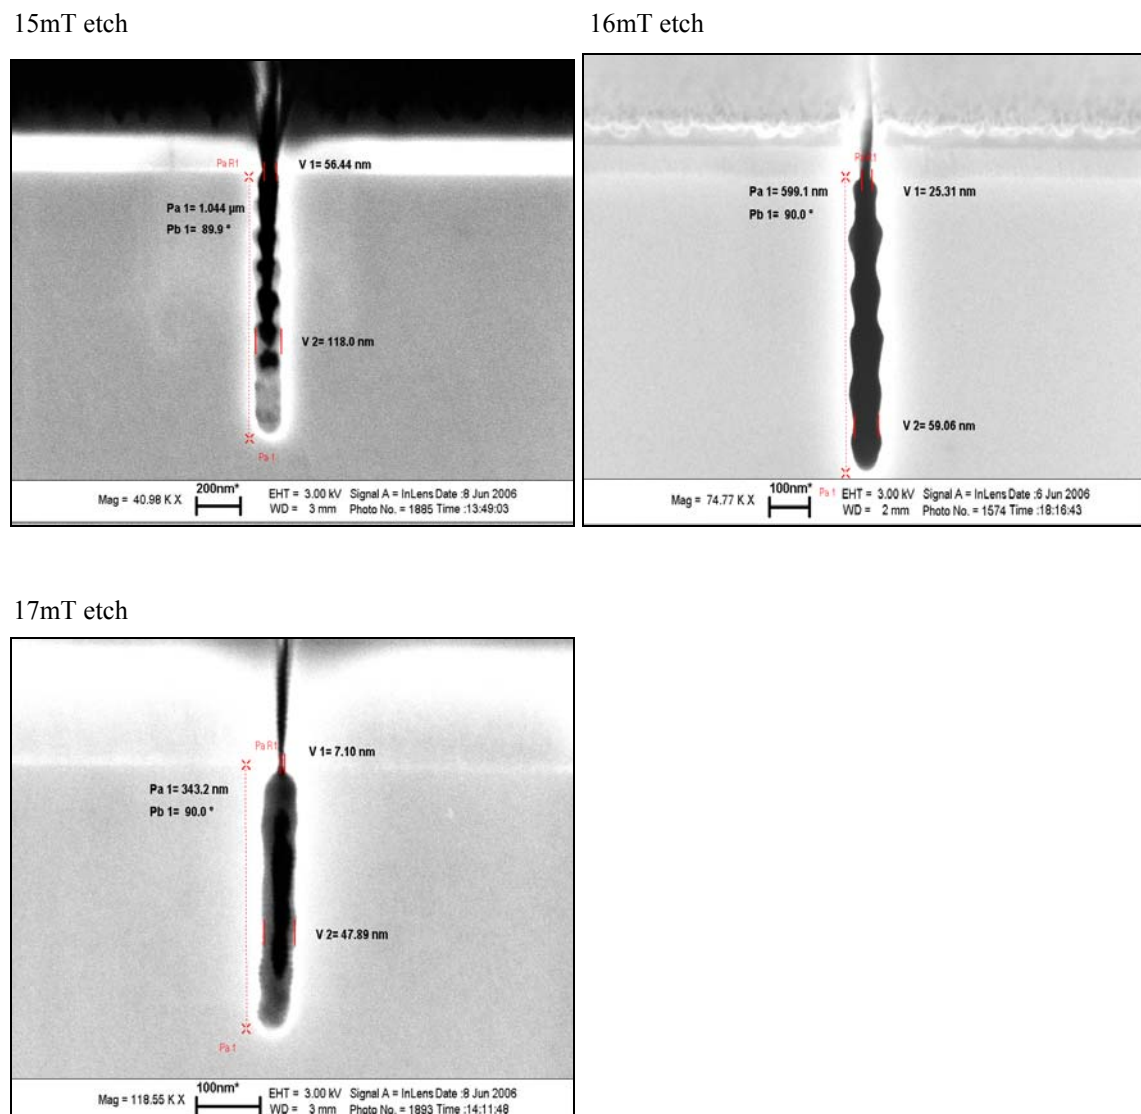 15mT etch
16mT etch
Pa R1
V 1= 56.44 nm
Pa 1= 1.044 µm
Pb 1= 89.9 °
V 2= 118.0 nm
Pa 1
Mag = 40.98 K X
200nm*
EHT = 3.00 kV Signal A = InLens Date :8 Jun 2006
WD = 3 mm Photo No. = 1885 Time :13:49:03
Pa R1
Pa 1= 599.1 nm
V 1= 25.31 nm
Pb 1= 90.0 °
V 2= 59.06 nm
Pa 1
Mag = 74.77 K X
100nm*
EHT = 3.00 kV Signal A = InLens Date :6 Jun 2006
WD = 2 mm Photo No. = 1574 Time :18:16:43
17mT etch
Pa R1
V 1= 7.10 nm
Pa 1= 343.2 nm
Pb 1= 90.0 °
V 2= 47.89 nm
Pa 1
Mag = 118.55 K X
100nm*
EHT = 3.00 kV Signal A = InLens Date :8 Jun 2006
WD = 3 mm Photo No. = 1893 Time :14:11:48